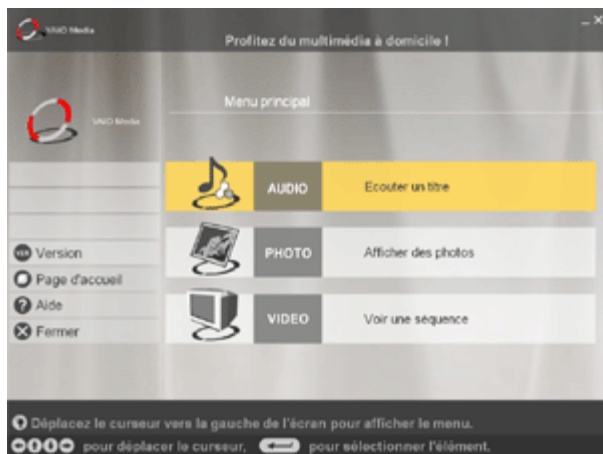 VAIO Media
Profitez du multimédia à domicile !
VAIO Media
Menu principal
AUDIO Ecouter un titre
PHOTO Afficher des photos
VIDEO Voir une séquence
VER Version
Page d'accueil
? Aide
Fermer
Déplacez le curseur vers la gauche de l'écran pour afficher le menu.
pour déplacer le curseur, pour sélectionner l'élément.